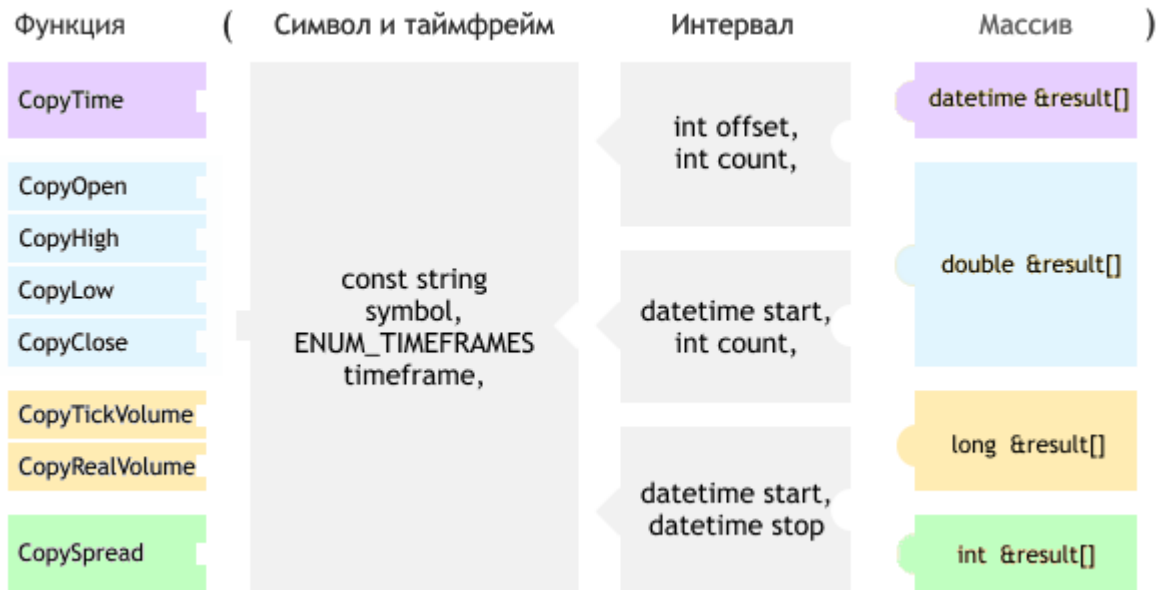 Функция ( Символ и таймфрейм Интервал Массив )
CopyTime
CopyOpen
CopyHigh
CopyLow
CopyClose
CopyTickVolume
CopyRealVolume
CopySpread
const string
symbol,
ENUM_TIMEFRAMES
timeframe,
int offset,
int count,
datetime start,
int count,
datetime start,
datetime stop
datetime &result[]
double &result[]
long &result[]
int &result[]